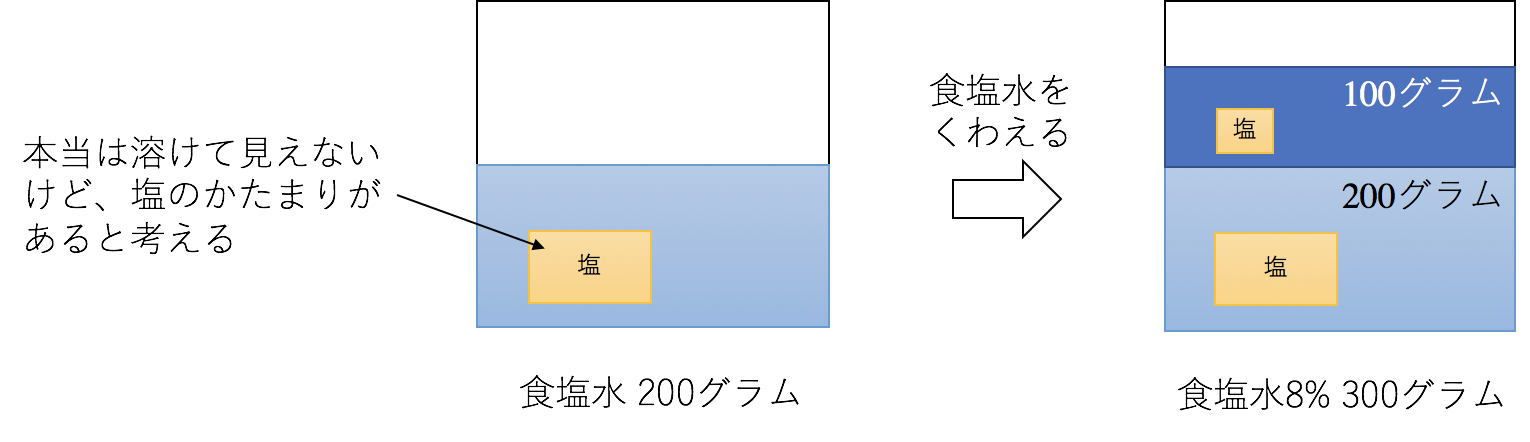 本当は溶けて見えない
けど、塩のかたまりが
あると考える
塩
食塩水 200グラム
食塩水を
くわえる
100グラム
塩
200グラム
塩
食塩水8% 300グラム